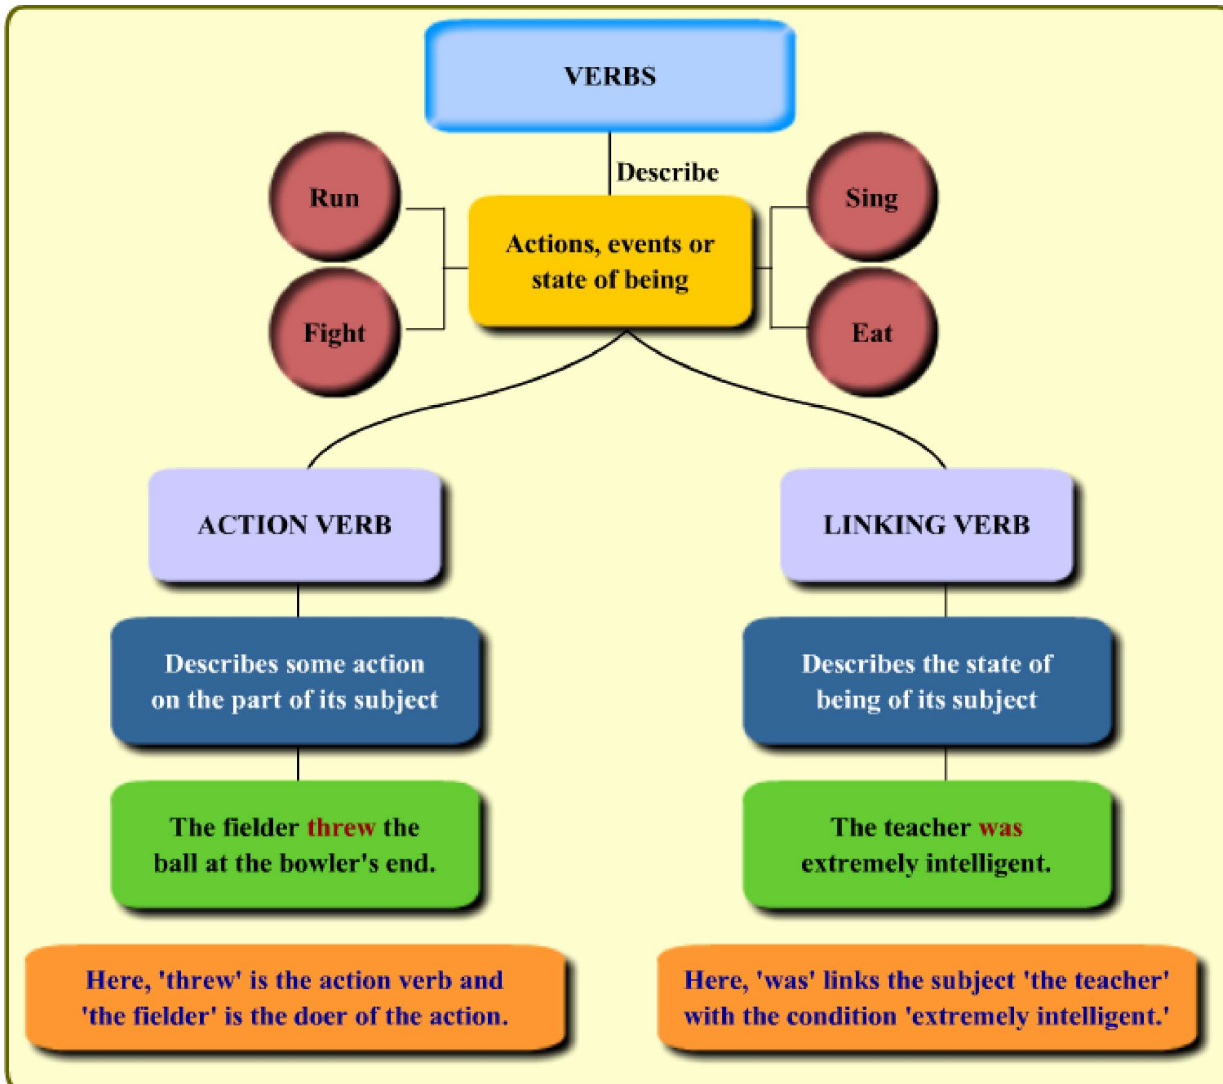 VERBS
Describe
Run
Sing
Actions, events or
state of being
Fight
Eat
ACTION VERB
LINKING VERB
Describes some action
on the part of its subject
Describes the state of
being of its subject
The fielder threw the
ball at the bowler's end.
The teacher was
extremely intelligent.
Here, 'threw' is the action verb and
'the fielder' is the doer of the action.
Here, 'was' links the subject 'the teacher'
with the condition 'extremely intelligent.'